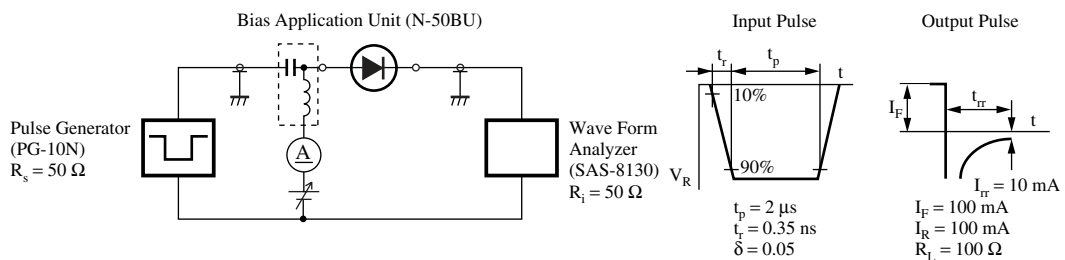 Bias Application Unit (N-50BU)
Input Pulse
Output Pulse
Pulse Generator
(PG-10N)
R_s = 50 Ω
A
Wave Form
Analyzer
(SAS-8130)
R_i = 50 Ω
t_r
t_p
t
10%
90%
V_R
t_p = 2 μs
t_r = 0.35 ns
δ = 0.05
I_F
t_rr
t
I_rr = 10 mA
I_F = 100 mA
I_R = 100 mA
R_L = 100 Ω